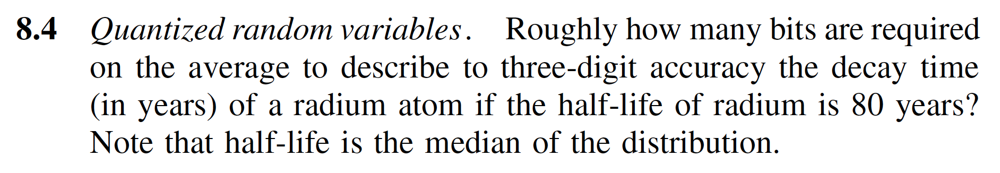 8.4 Quantized random variables. Roughly how many bits are required
on the average to describe to three-digit accuracy the decay time
(in years) of a radium atom if the half-life of radium is 80 years?
Note that half-life is the median of the distribution.